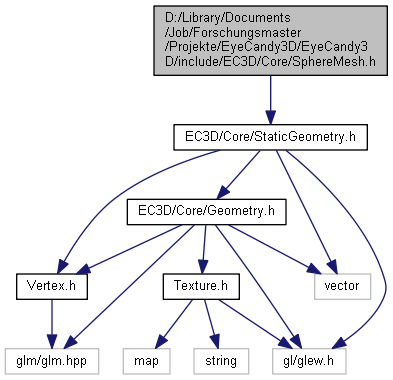 D:/Library/Documents
/Job/Forschungsmaster
/Projekte/EyeCandy3D/EyeCandy3
D/include/EC3D/Core/SphereMesh.h
EC3D/Core/StaticGeometry.h
EC3D/Core/Geometry.h
Vertex.h
Texture.h
vector
glm/glm.hpp
map
string
gl/glew.h